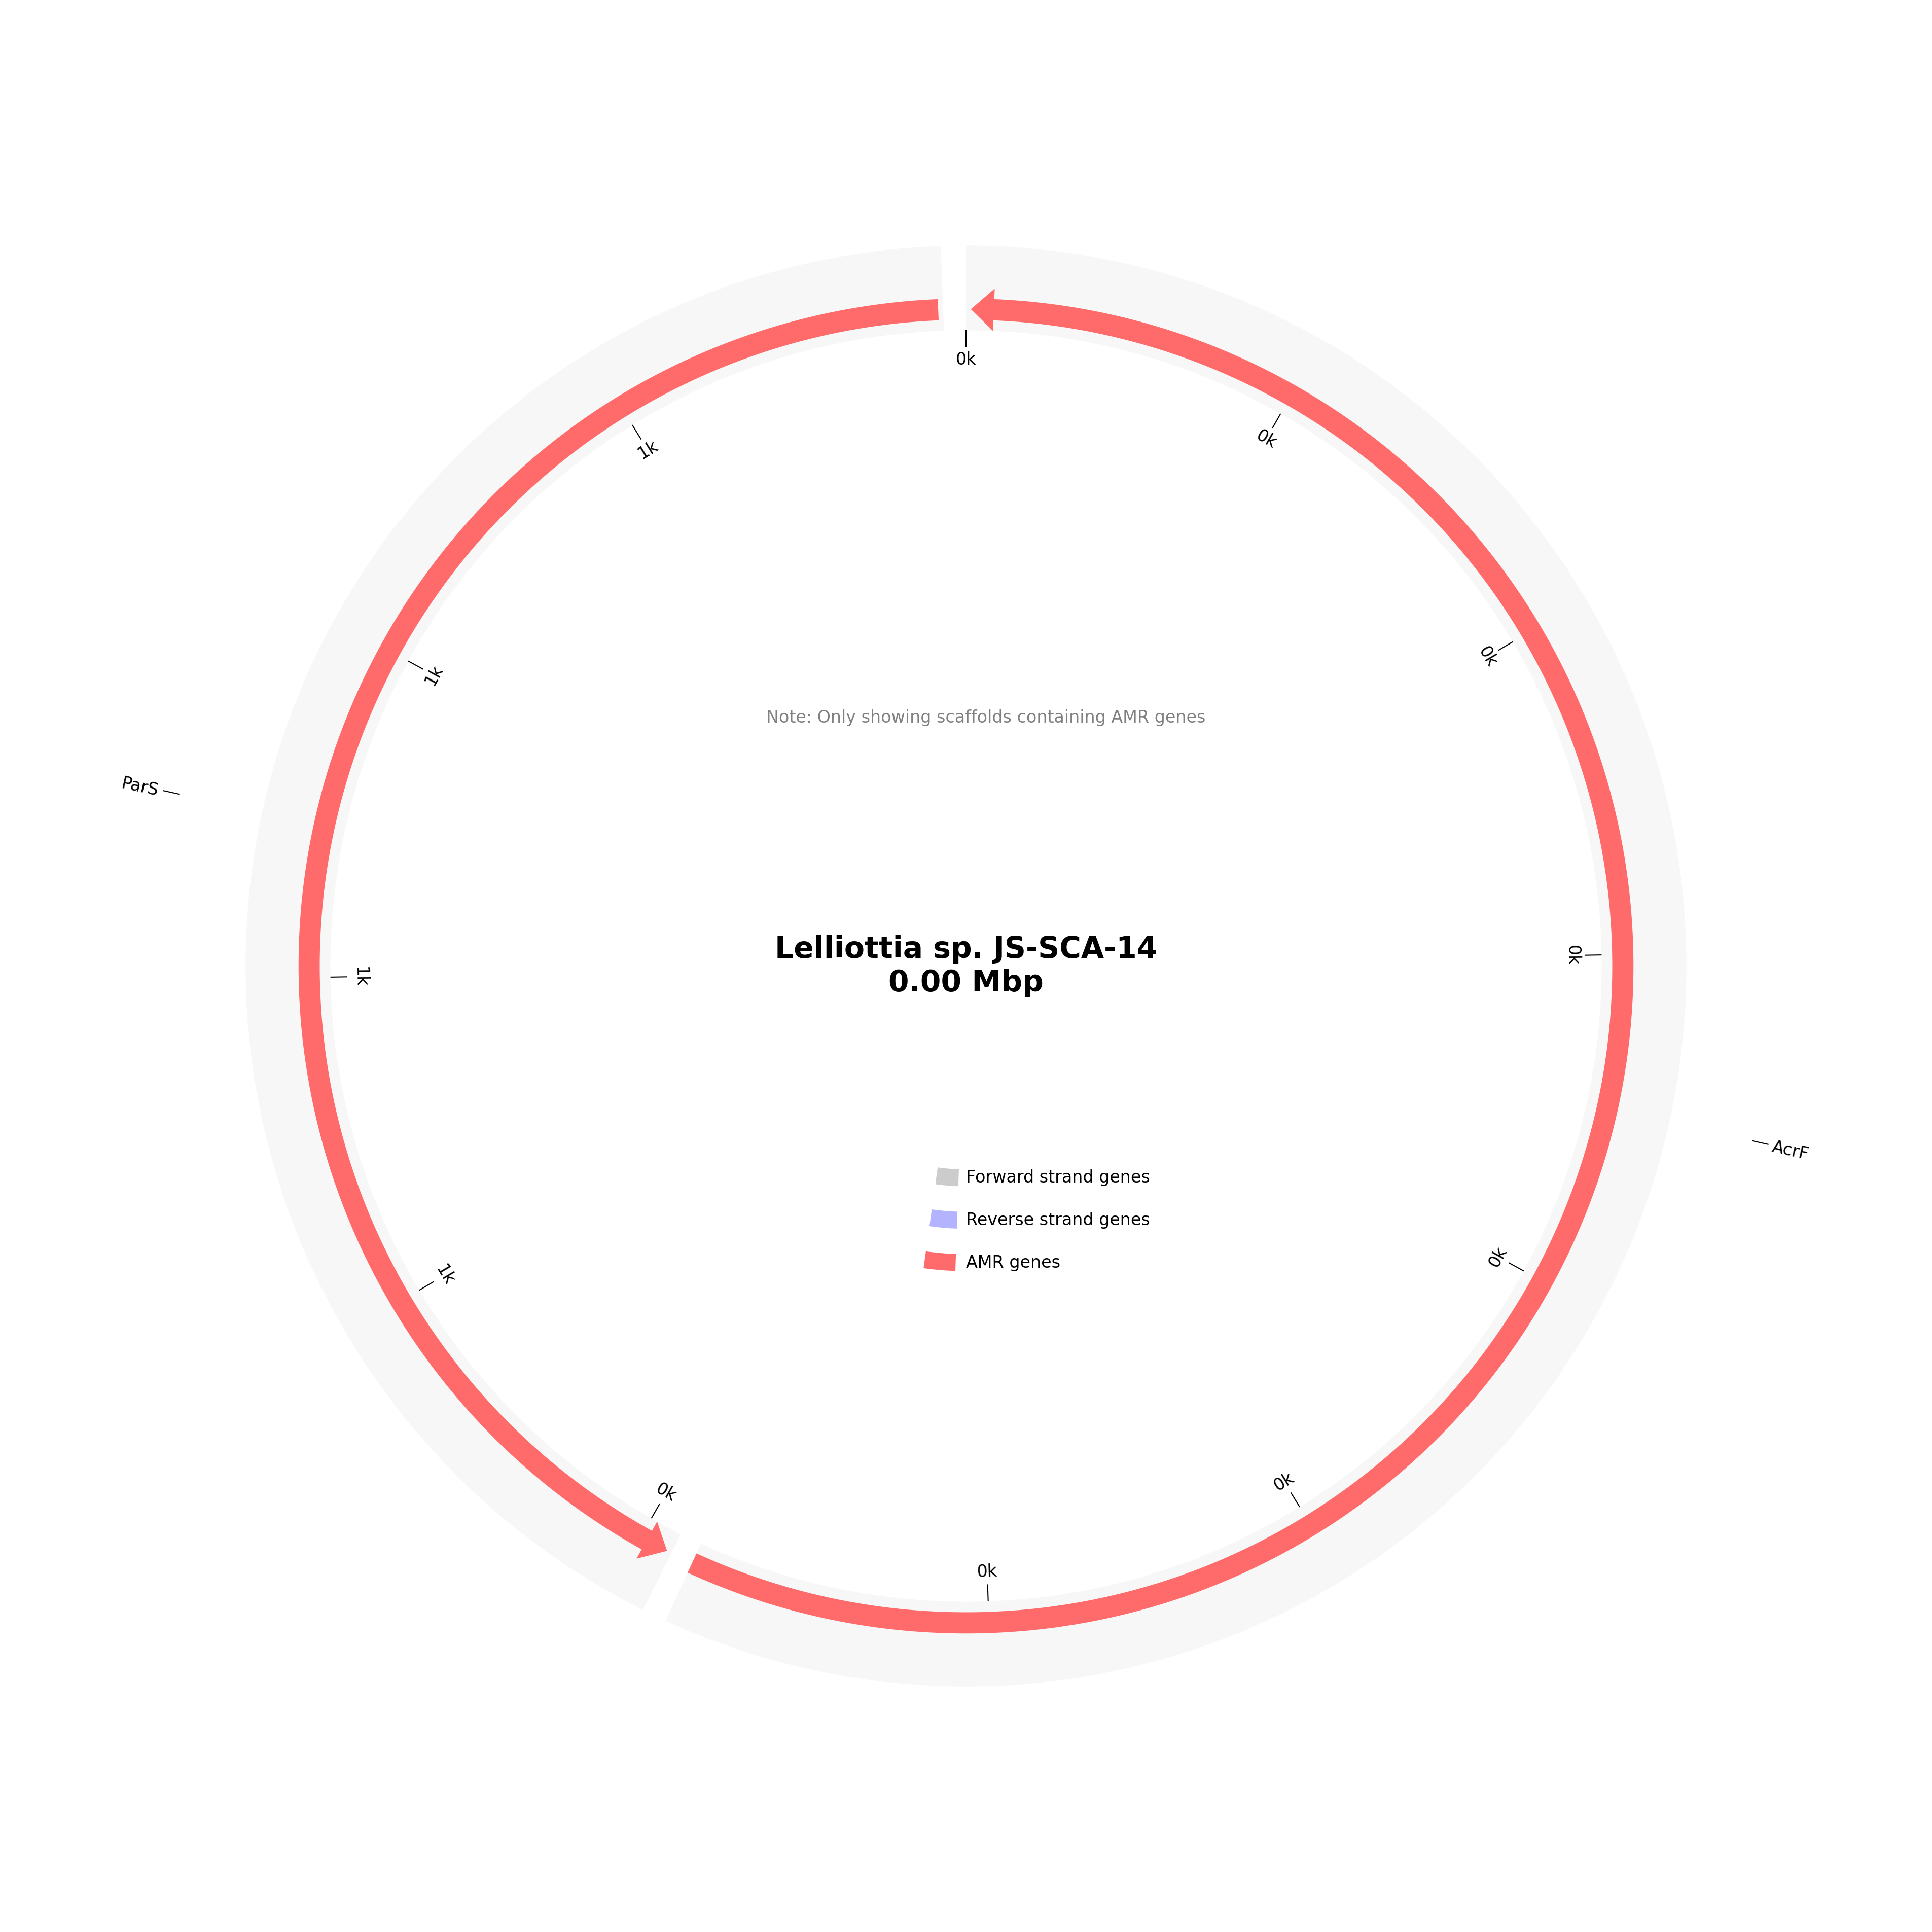 0k
0k
1k
0k
1k
Note: Only showing scaffolds containing AMR genes
ParS
Lelliottia sp. JS-SCA-14
0.00 Mbp
0k
1k
AcrF
Forward strand genes
Reverse strand genes
AMR genes
0k
1k
0k
0k
0k